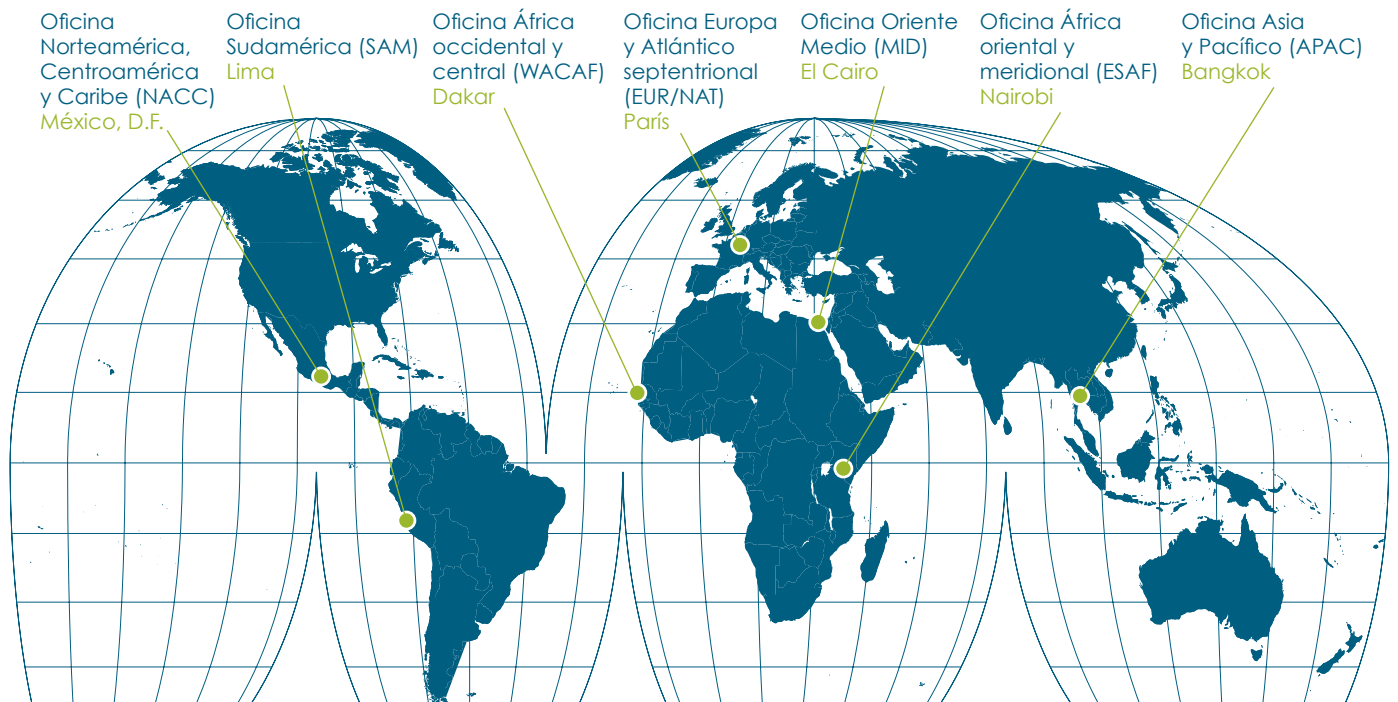 Oficina
Norteamérica,
Centroamérica
y Caribe (NACC)
México, D.F.
Oficina
Sudamérica (SAM)
Lima
Oficina África
occidental y
central (WACAF)
Dakar
Oficina Europa
y Atlántico
septentrional
(EUR/NAT)
París
Oficina Oriente
Medio (MID)
El Cairo
Oficina África
oriental y
meridional (ESAF)
Nairobi
Oficina Asia
y Pacífico (APAC)
Bangkok